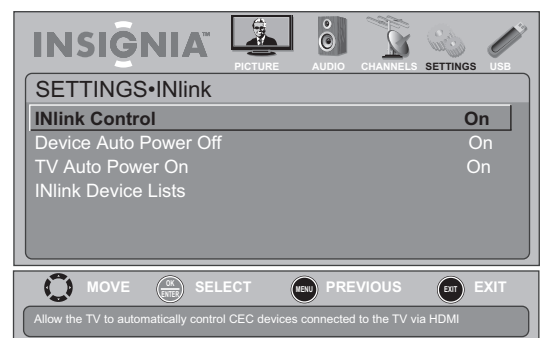 INSIGNIA™
PICTURE AUDIO CHANNELS SETTINGS USB
SETTINGS•INlink
INlink Control On
Device Auto Power Off On
TV Auto Power On On
INlink Device Lists
MOVE OK ENTER SELECT MENU PREVIOUS EXIT EXIT
Allow the TV to automatically control CEC devices connected to the TV via HDMI